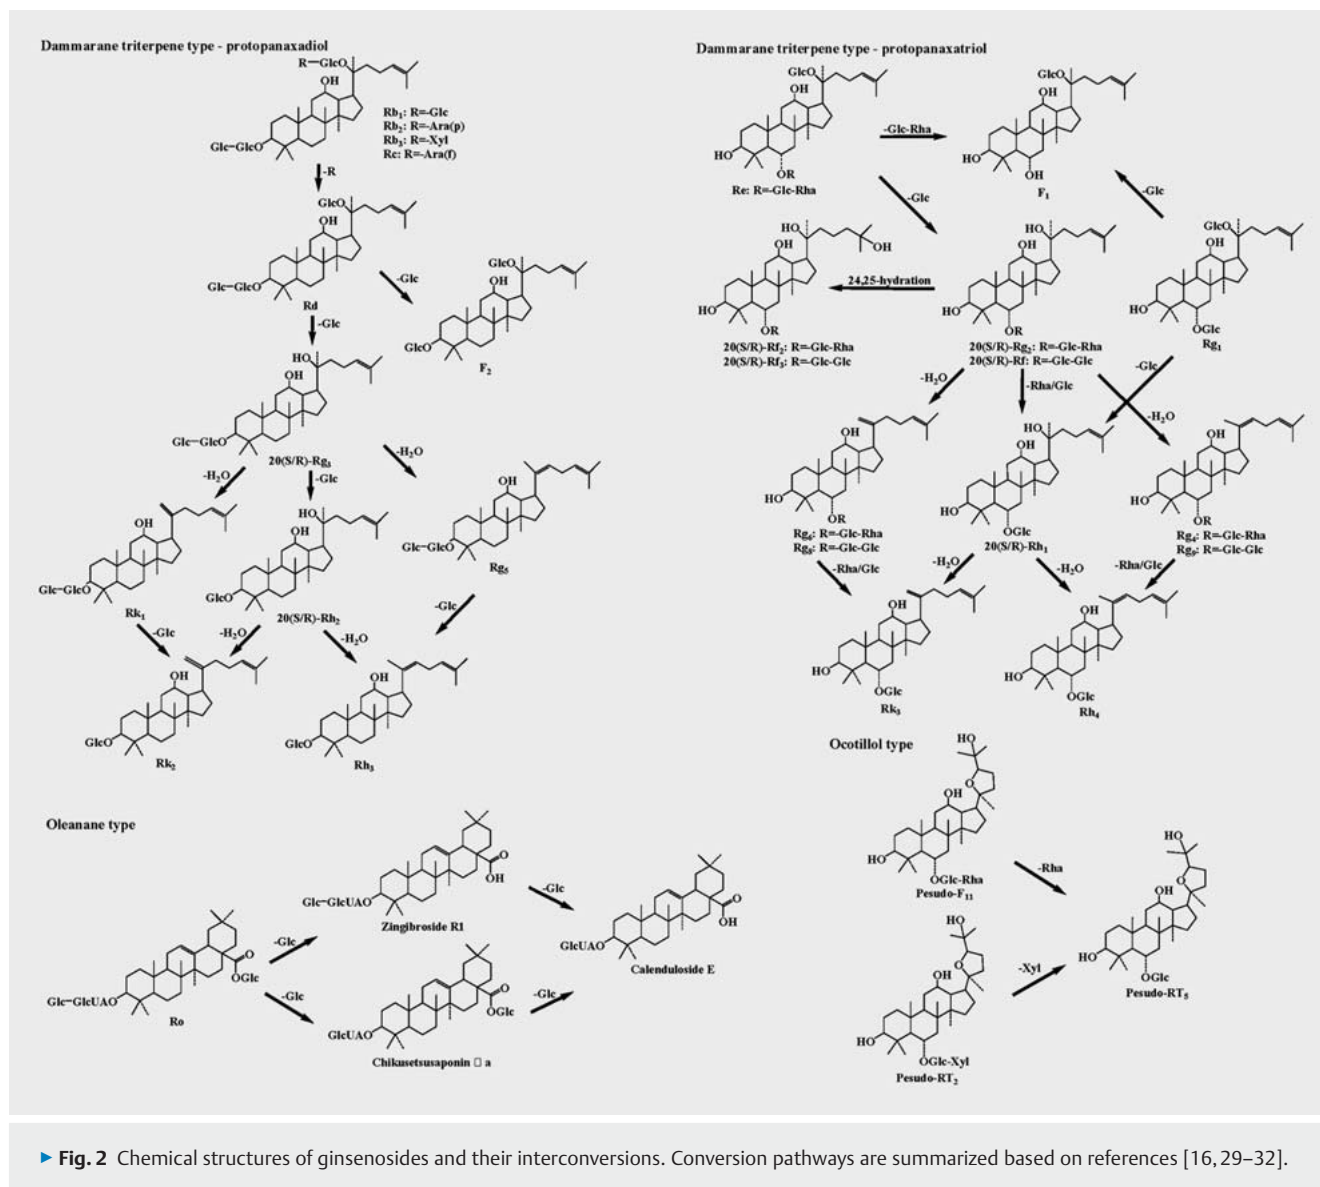 Dammarane triterpene type - protopanaxadiol
R—GlcO
OH
Glc—GlcO
Rb₁: R=-Glc
Rb₂: R=-Ara(p)
Rb₃: R=-Xyl
Rc: R=-Ara(f)
-R
GlcO
OH
Glc—GlcO
Rd
-Glc
GlcO
OH
GlcO
F₂
-Glc
HO
OH
Glc—GlcO
20(S/R)-Rg₃
-H₂O
-Glc
-H₂O
OH
Glc—GlcO
Rk₁
HO
OH
GlcO
20(S/R)-Rh₂
OH
Glc—GlcO
Rg₅
-Glc
-H₂O
-H₂O
-Glc
OH
GlcO
Rk₂
OH
GlcO
Rh₃
Dammarane triterpene type - protopanaxatriol
GlcO
OH
HO
OR
Re: R=-Glc-Rha
-Glc-Rha
GlcO
OH
HO
OH
F₁
-Glc
-Glc
HO
OH
OH
HO
OR
20(S/R)-Rf₂: R=-Glc-Rha
20(S/R)-Rf₃: R=-Glc-Glc
24,25-hydration
HO
OH
HO
OR
20(S/R)-Rg₂: R=-Glc-Rha
20(S/R)-Rf: R=-Glc-Glc
GlcO
OH
HO
OGlc
Rg₁
-H₂O
-Rha/Glc
-Glc
-H₂O
OH
HO
OR
Rg₆: R=-Glc-Rha
Rg₈: R=-Glc-Glc
HO
OH
HO
OGlc
20(S/R)-Rh₁
OH
HO
OR
Rg₄: R=-Glc-Rha
Rg₉: R=-Glc-Glc
-Rha/Glc
-H₂O
-H₂O
-Rha/Glc
OH
HO
OGlc
Rk₃
OH
HO
OGlc
Rh₄
Ocotillol type
HO
O
OH
HO
OGlc-Rha
Pesudo-F₁₁
-Rha
HO
O
OH
HO
OGlc-Xyl
Pesudo-RT₂
-Xyl
HO
O
OH
HO
OGlc
Pesudo-RT₅
Oleanane type
O
OGlc
Glc—GlcUAO
Ro
-Glc
-Glc
O
OH
Glc—GlcUAO
Zingibroside R1
O
OGlc
GlcUAO
Chikusetsusaponin □ a
-Glc
-Glc
O
OH
GlcUAO
Calenduloside E
▶ Fig. 2 Chemical structures of ginsenosides and their interconversions. Conversion pathways are summarized based on references [16,29–32].